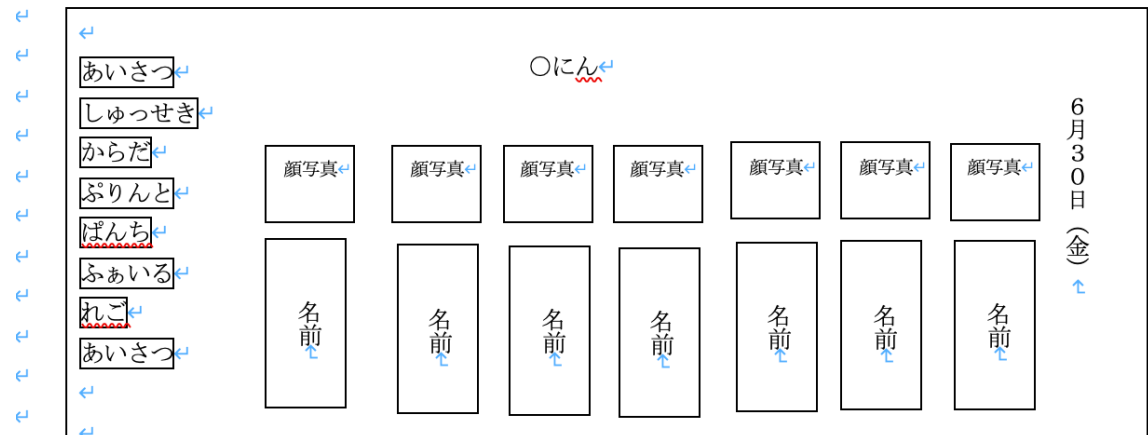 あいさつ
しゅっせき
からだ
ぷりんと
ぱんち
ふぁいる
れご
あいさつ
〇にん
顔写真
顔写真
顔写真
顔写真
顔写真
顔写真
顔写真
名前
名前
名前
名前
名前
名前
名前
6月30日(金)